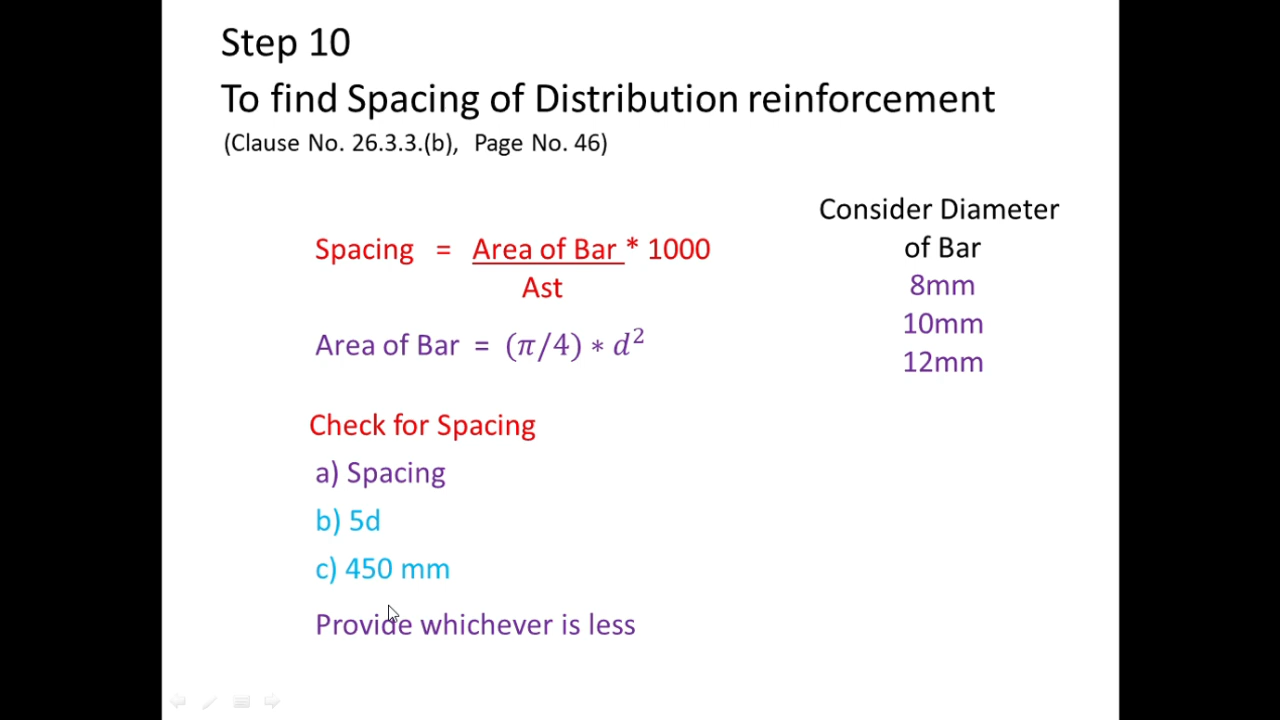 Step 10
To find Spacing of Distribution reinforcement
(Clause No. 26.3.3.(b), Page No. 46)
Spacing = Area of Bar * 1000
Ast
Area of Bar = (π/4) ∗ d²
Consider Diameter
of Bar
8mm
10mm
12mm
Check for Spacing
a) Spacing
b) 5d
c) 450 mm
Provide whichever is less